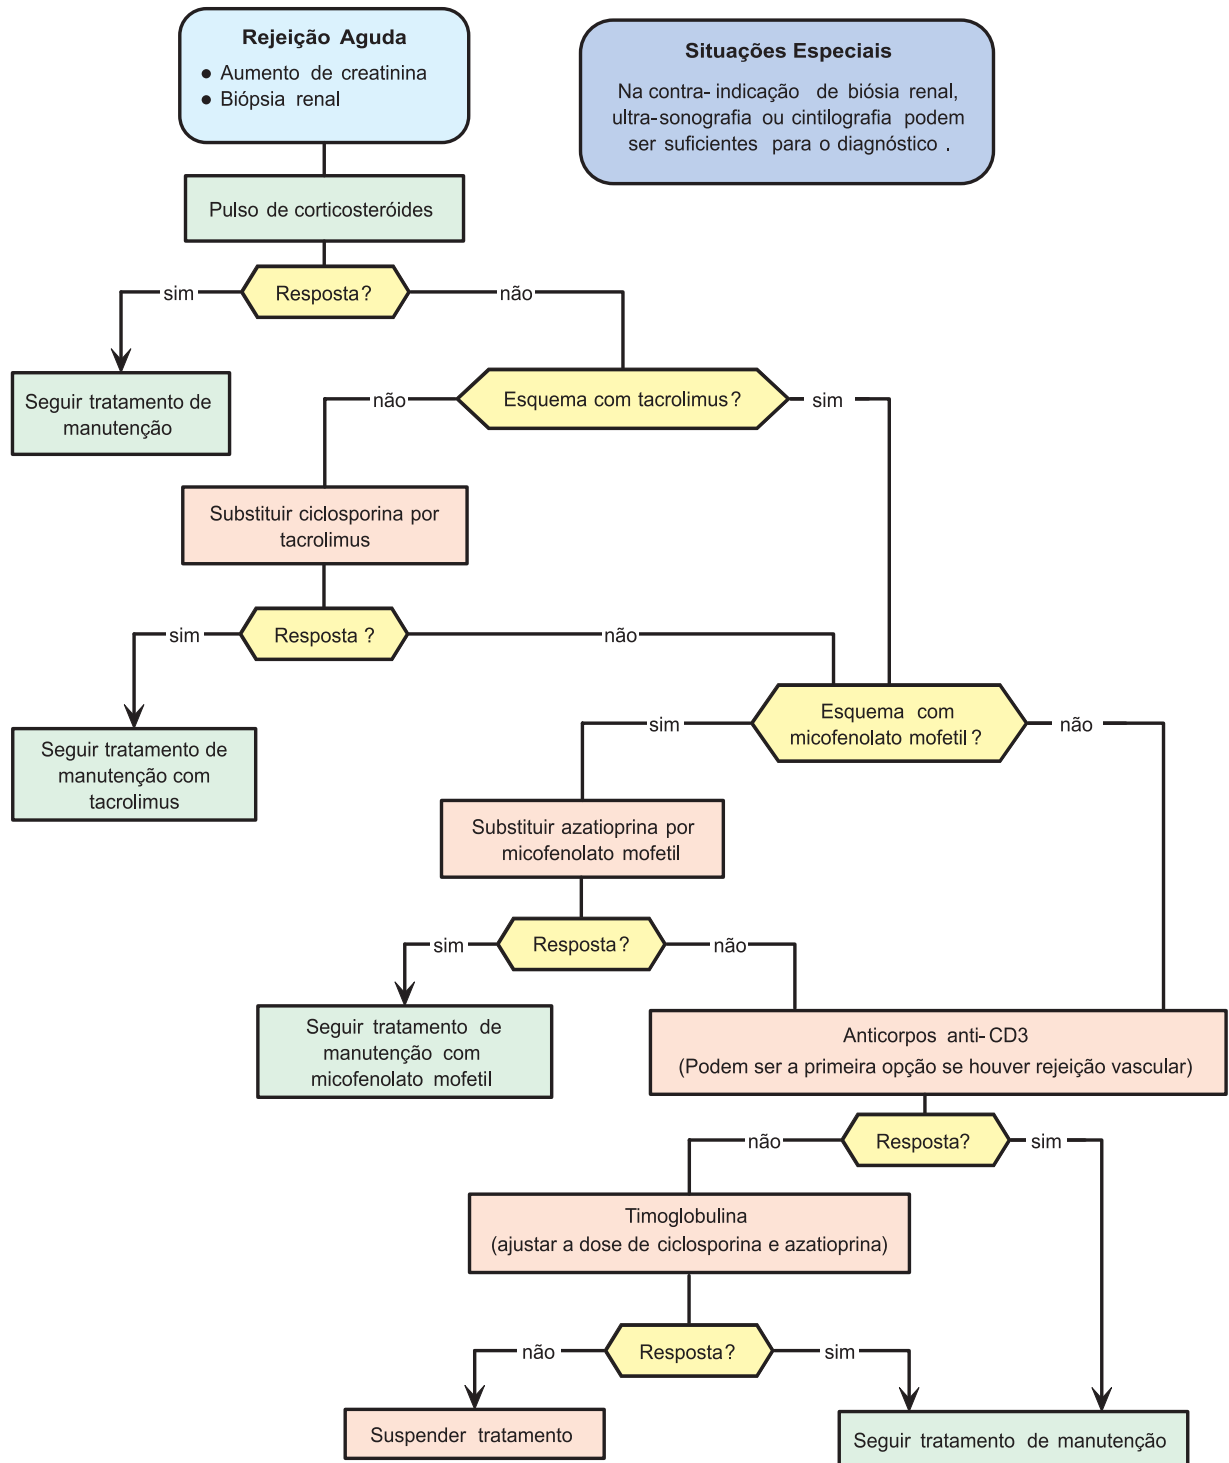 Rejeição Aguda
● Aumento de creatinina
● Biópsia renal
Situações Especiais
Na contra-indicação de biósia renal,
ultra-sonografia ou cintilografia podem
ser suficientes para o diagnóstico .
Pulso de corticosteróides
Resposta?
sim
não
Seguir tratamento de
manutenção
Esquema com tacrolimus?
não
sim
Substituir ciclosporina por
tacrolimus
Resposta ?
sim
não
Seguir tratamento de
manutenção com
tacrolimus
Esquema com
micofenolato mofetil?
sim
não
Substituir azatioprina por
micofenolato mofetil
Resposta?
sim
não
Seguir tratamento de
manutenção com
micofenolato mofetil
Anticorpos anti-CD3
(Podem ser a primeira opção se houver rejeição vascular)
Resposta?
não
sim
Timoglobulina
(ajustar a dose de ciclosporina e azatioprina)
Resposta?
não
sim
Suspender tratamento
Seguir tratamento de manutenção